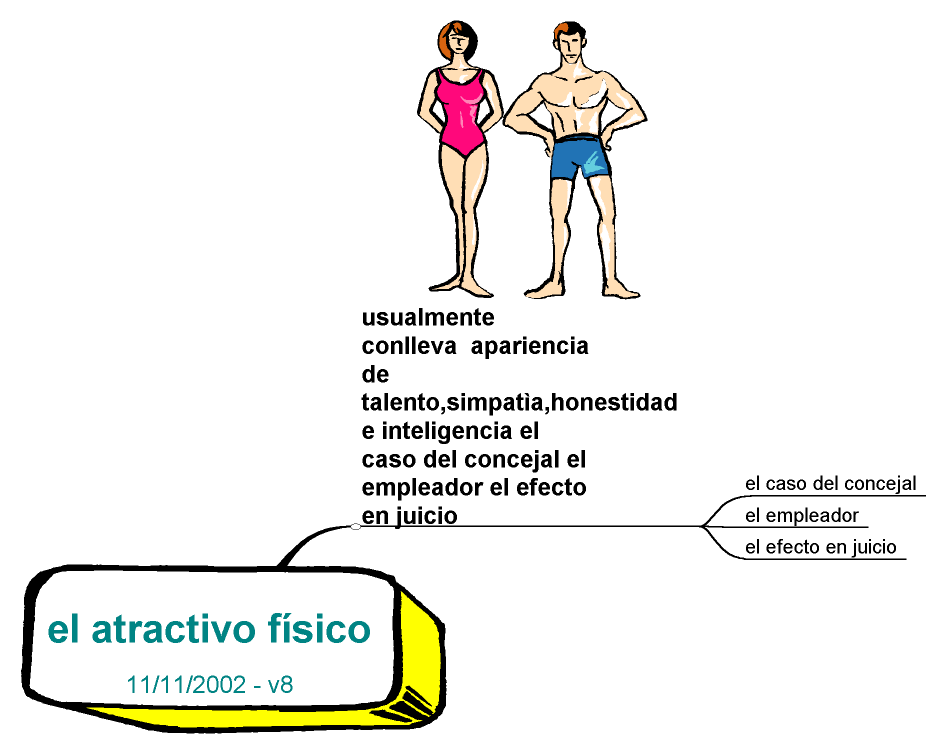 usualmente
conlleva  apariencia
de
talento,simpatìa,honestidad
e inteligencia el
caso del concejal el
empleador el efecto
en juicio
el caso del concejal
el empleador
el efecto en juicio
el atractivo físico
11/11/2002 - v8